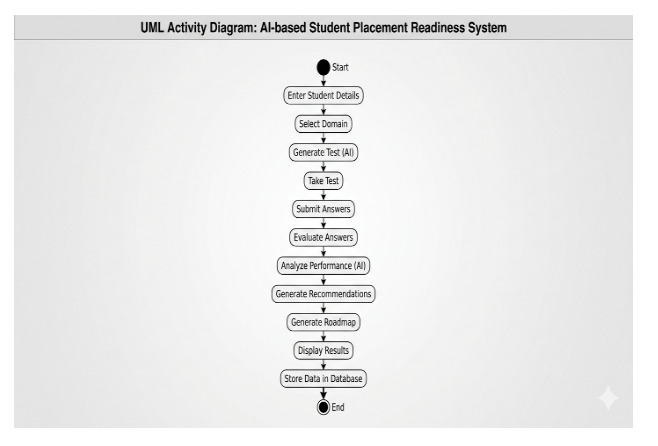 UML Activity Diagram: AI-based Student Placement Readiness System
Start
Enter Student Details
Select Domain
Generate Test (AI)
Take Test
Submit Answers
Evaluate Answers
Analyze Performance (AI)
Generate Recommendations
Generate Roadmap
Display Results
Store Data in Database
End